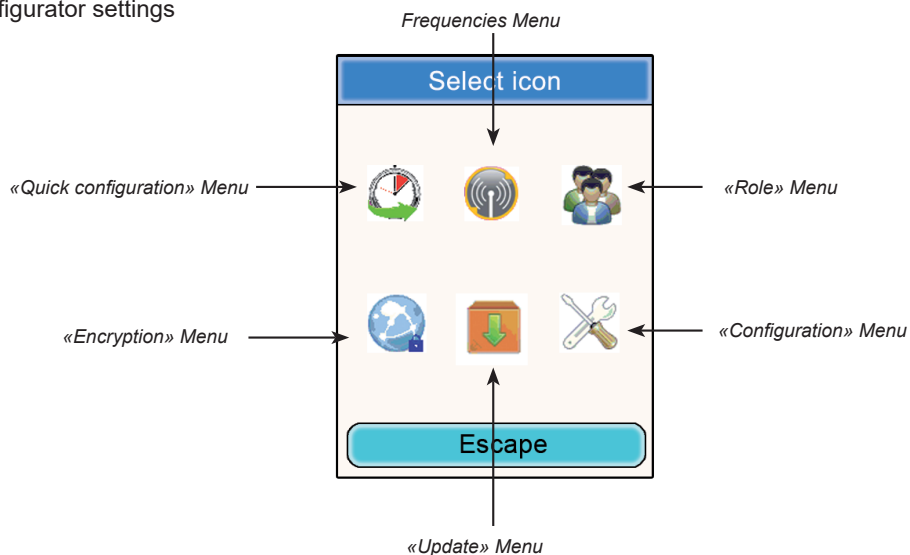 figurator settings
Frequencies Menu
Select icon
«Quick configuration» Menu
«Role» Menu
«Encryption» Menu
«Configuration» Menu
Escape
«Update» Menu